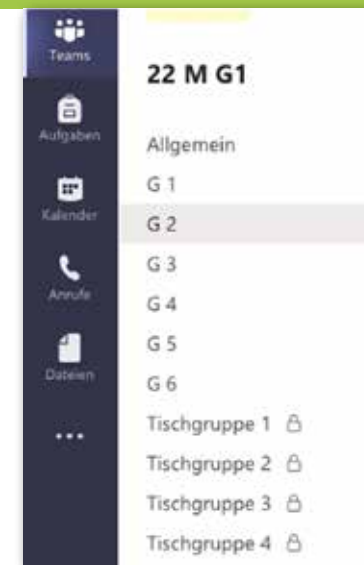 Teams
Aufgaben
Kalender
Anrufe
Dateien
22 M G1
Allgemein
G 1
G 2
G 3
G 4
G 5
G 6
Tischgruppe 1
Tischgruppe 2
Tischgruppe 3
Tischgruppe 4